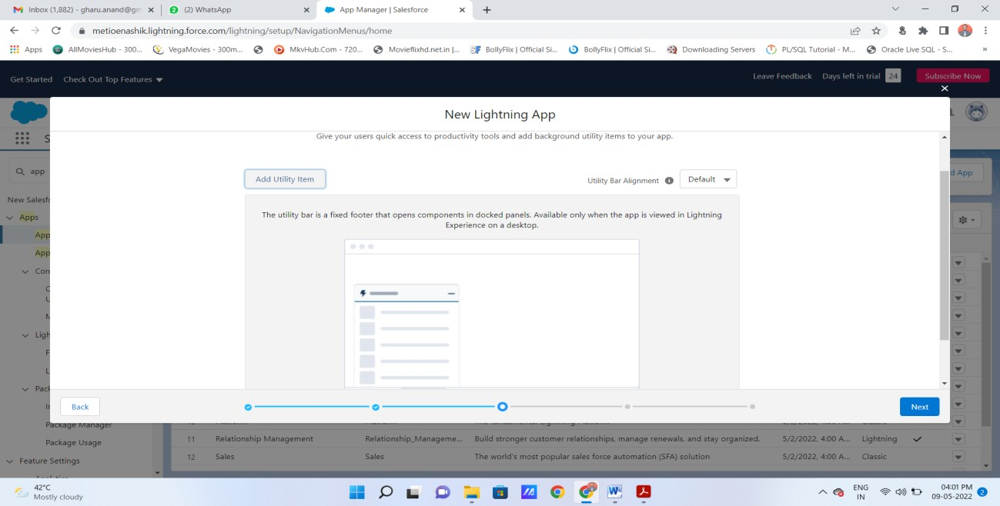 Inbox (1,882) - gharu.anand@gm
(2) WhatsApp
App Manager | Salesforce
metioenashik.lightning.force.com/lightning/setup/NavigationMenus/home
Apps
AllMoviesHub - 300...
VegaMovies - 300m...
MkvHub.Com - 720...
Movieflixhd.net.in |...
BollyFlix | Official Si...
BollyFlix | Official Si...
Downloading Servers
PL/SQL Tutorial - M...
Oracle Live SQL - S...
»
Get Started
Check Out Top Features
Leave Feedback
Days left in trial 24
Subscribe Now
New Lightning App
Give your users quick access to productivity tools and add background utility items to your app.
S
app
d App
Add Utility Item
Utility Bar Alignment
Default
New Salesfo
Apps
App
App
Con
Ligh
Pack
The utility bar is a fixed footer that opens components in docked panels. Available only when the app is viewed in Lightning
Experience on a desktop.
Back
Next
Package Manager
Package Usage
Feature Settings
11 Relationship Management Relationship_Manageme... Build stronger customer relationships, manage renewals, and stay organized. 5/2/2022, 4:00 A... Lightning
12 Sales Sales The world's most popular sales force automation (SFA) solution 5/2/2022, 4:00 A... Classic
42°C
Mostly cloudy
ENG
IN
04:01 PM
09-05-2022
2